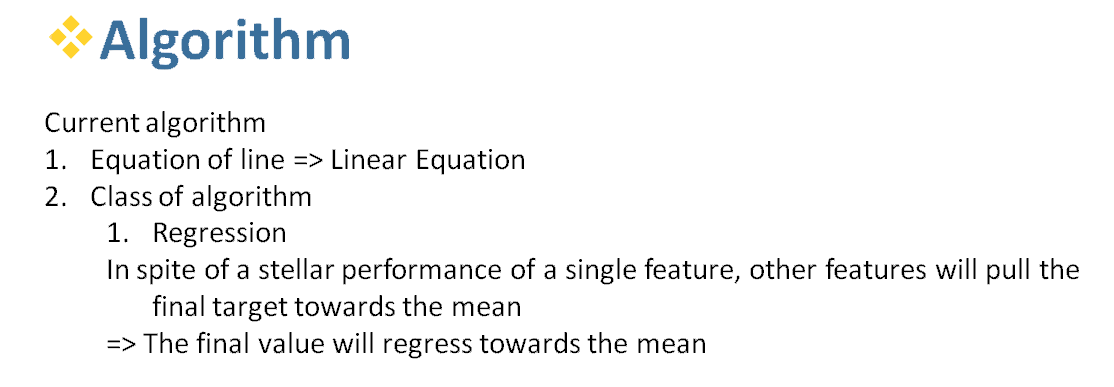 Algorithm
Current algorithm
1. Equation of line => Linear Equation
2. Class of algorithm
1. Regression
In spite of a stellar performance of a single feature, other features will pull the
final target towards the mean
=> The final value will regress towards the mean